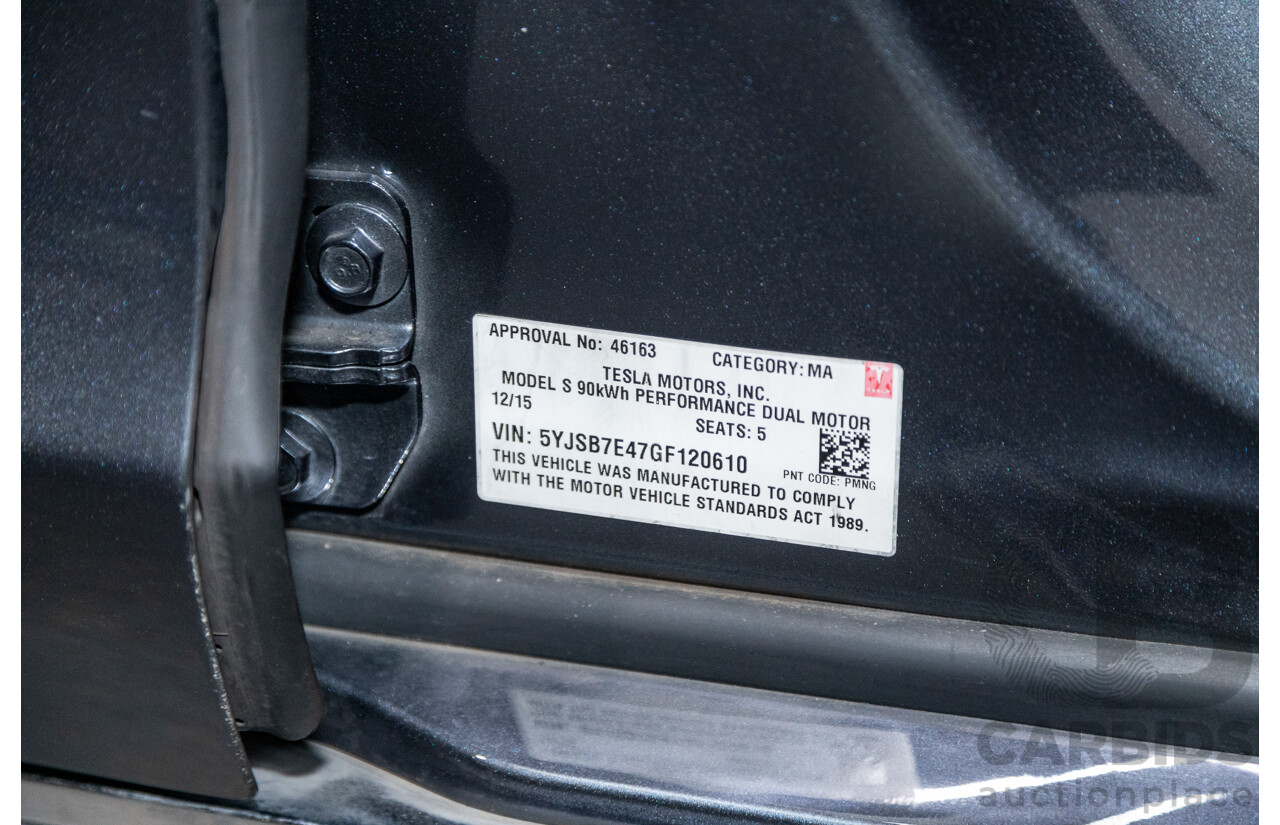 APPROVAL No: 46163 CATEGORY: MA
TESLA MOTORS, INC.
MODEL S 90kWh PERFORMANCE DUAL MOTOR
12/15 SEATS: 5
VIN: 5YJSB7E47GF120610
PNT CODE: PMNG
THIS VEHICLE WAS MANUFACTURED TO COMPLY
WITH THE MOTOR VEHICLE STANDARDS ACT 1989.
CARBIDS
auctionplace